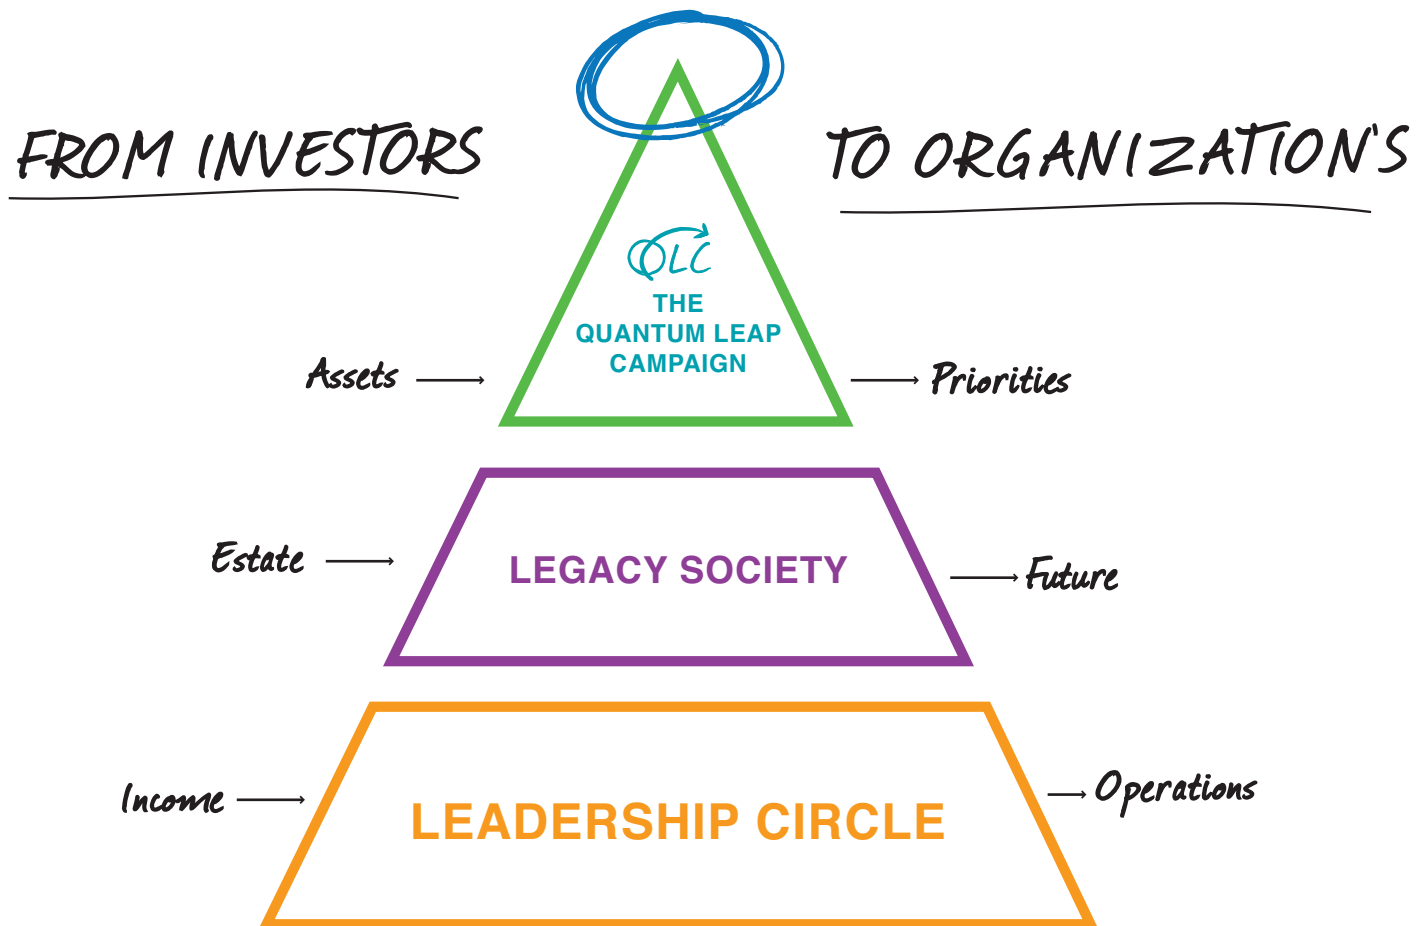 FROM INVESTORS
TO ORGANIZATION'S
QLC
THE
QUANTUM LEAP
CAMPAIGN
Assets
Priorities
Estate
LEGACY SOCIETY
Future
Income
LEADERSHIP CIRCLE
Operations